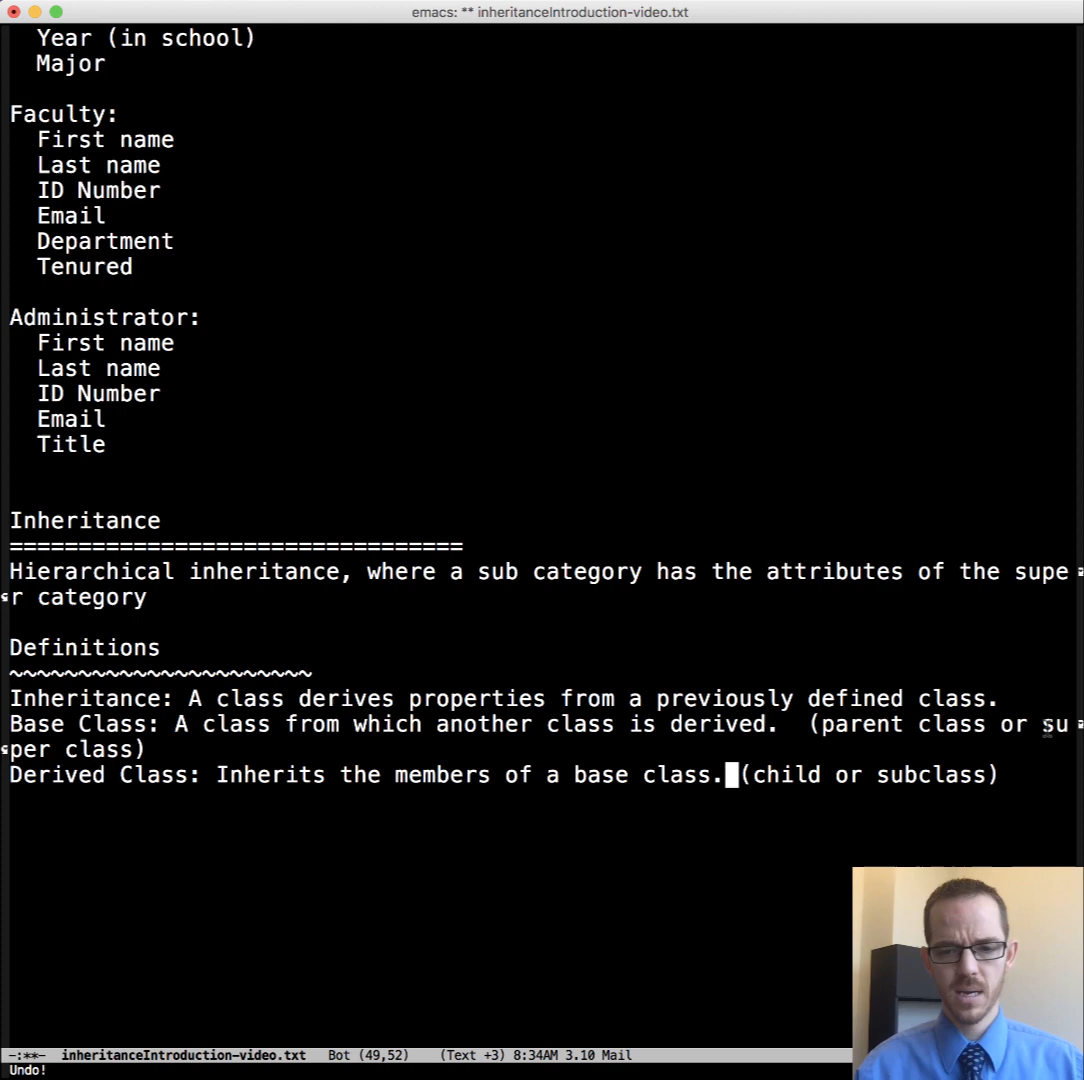 emacs: ** inheritanceIntroduction-video.txt
Year (in school)
Major
Faculty:
First name
Last name
ID Number
Email
Department
Tenured
Administrator:
First name
Last name
ID Number
Email
Title
Inheritance
=================================
Hierarchical inheritance, where a sub category has the attributes of the supe
r category
Definitions
~~~~~~~~~~~~~~~~~~~~~~
Inheritance: A class derives properties from a previously defined class.
Base Class: A class from which another class is derived.  (parent class or su
per class)
Derived Class: Inherits the members of a base class. (child or subclass)
-:**-  inheritanceIntroduction-video.txt   Bot (49,52)    (Text +3) 8:34AM 3.10 Mail
Undo!